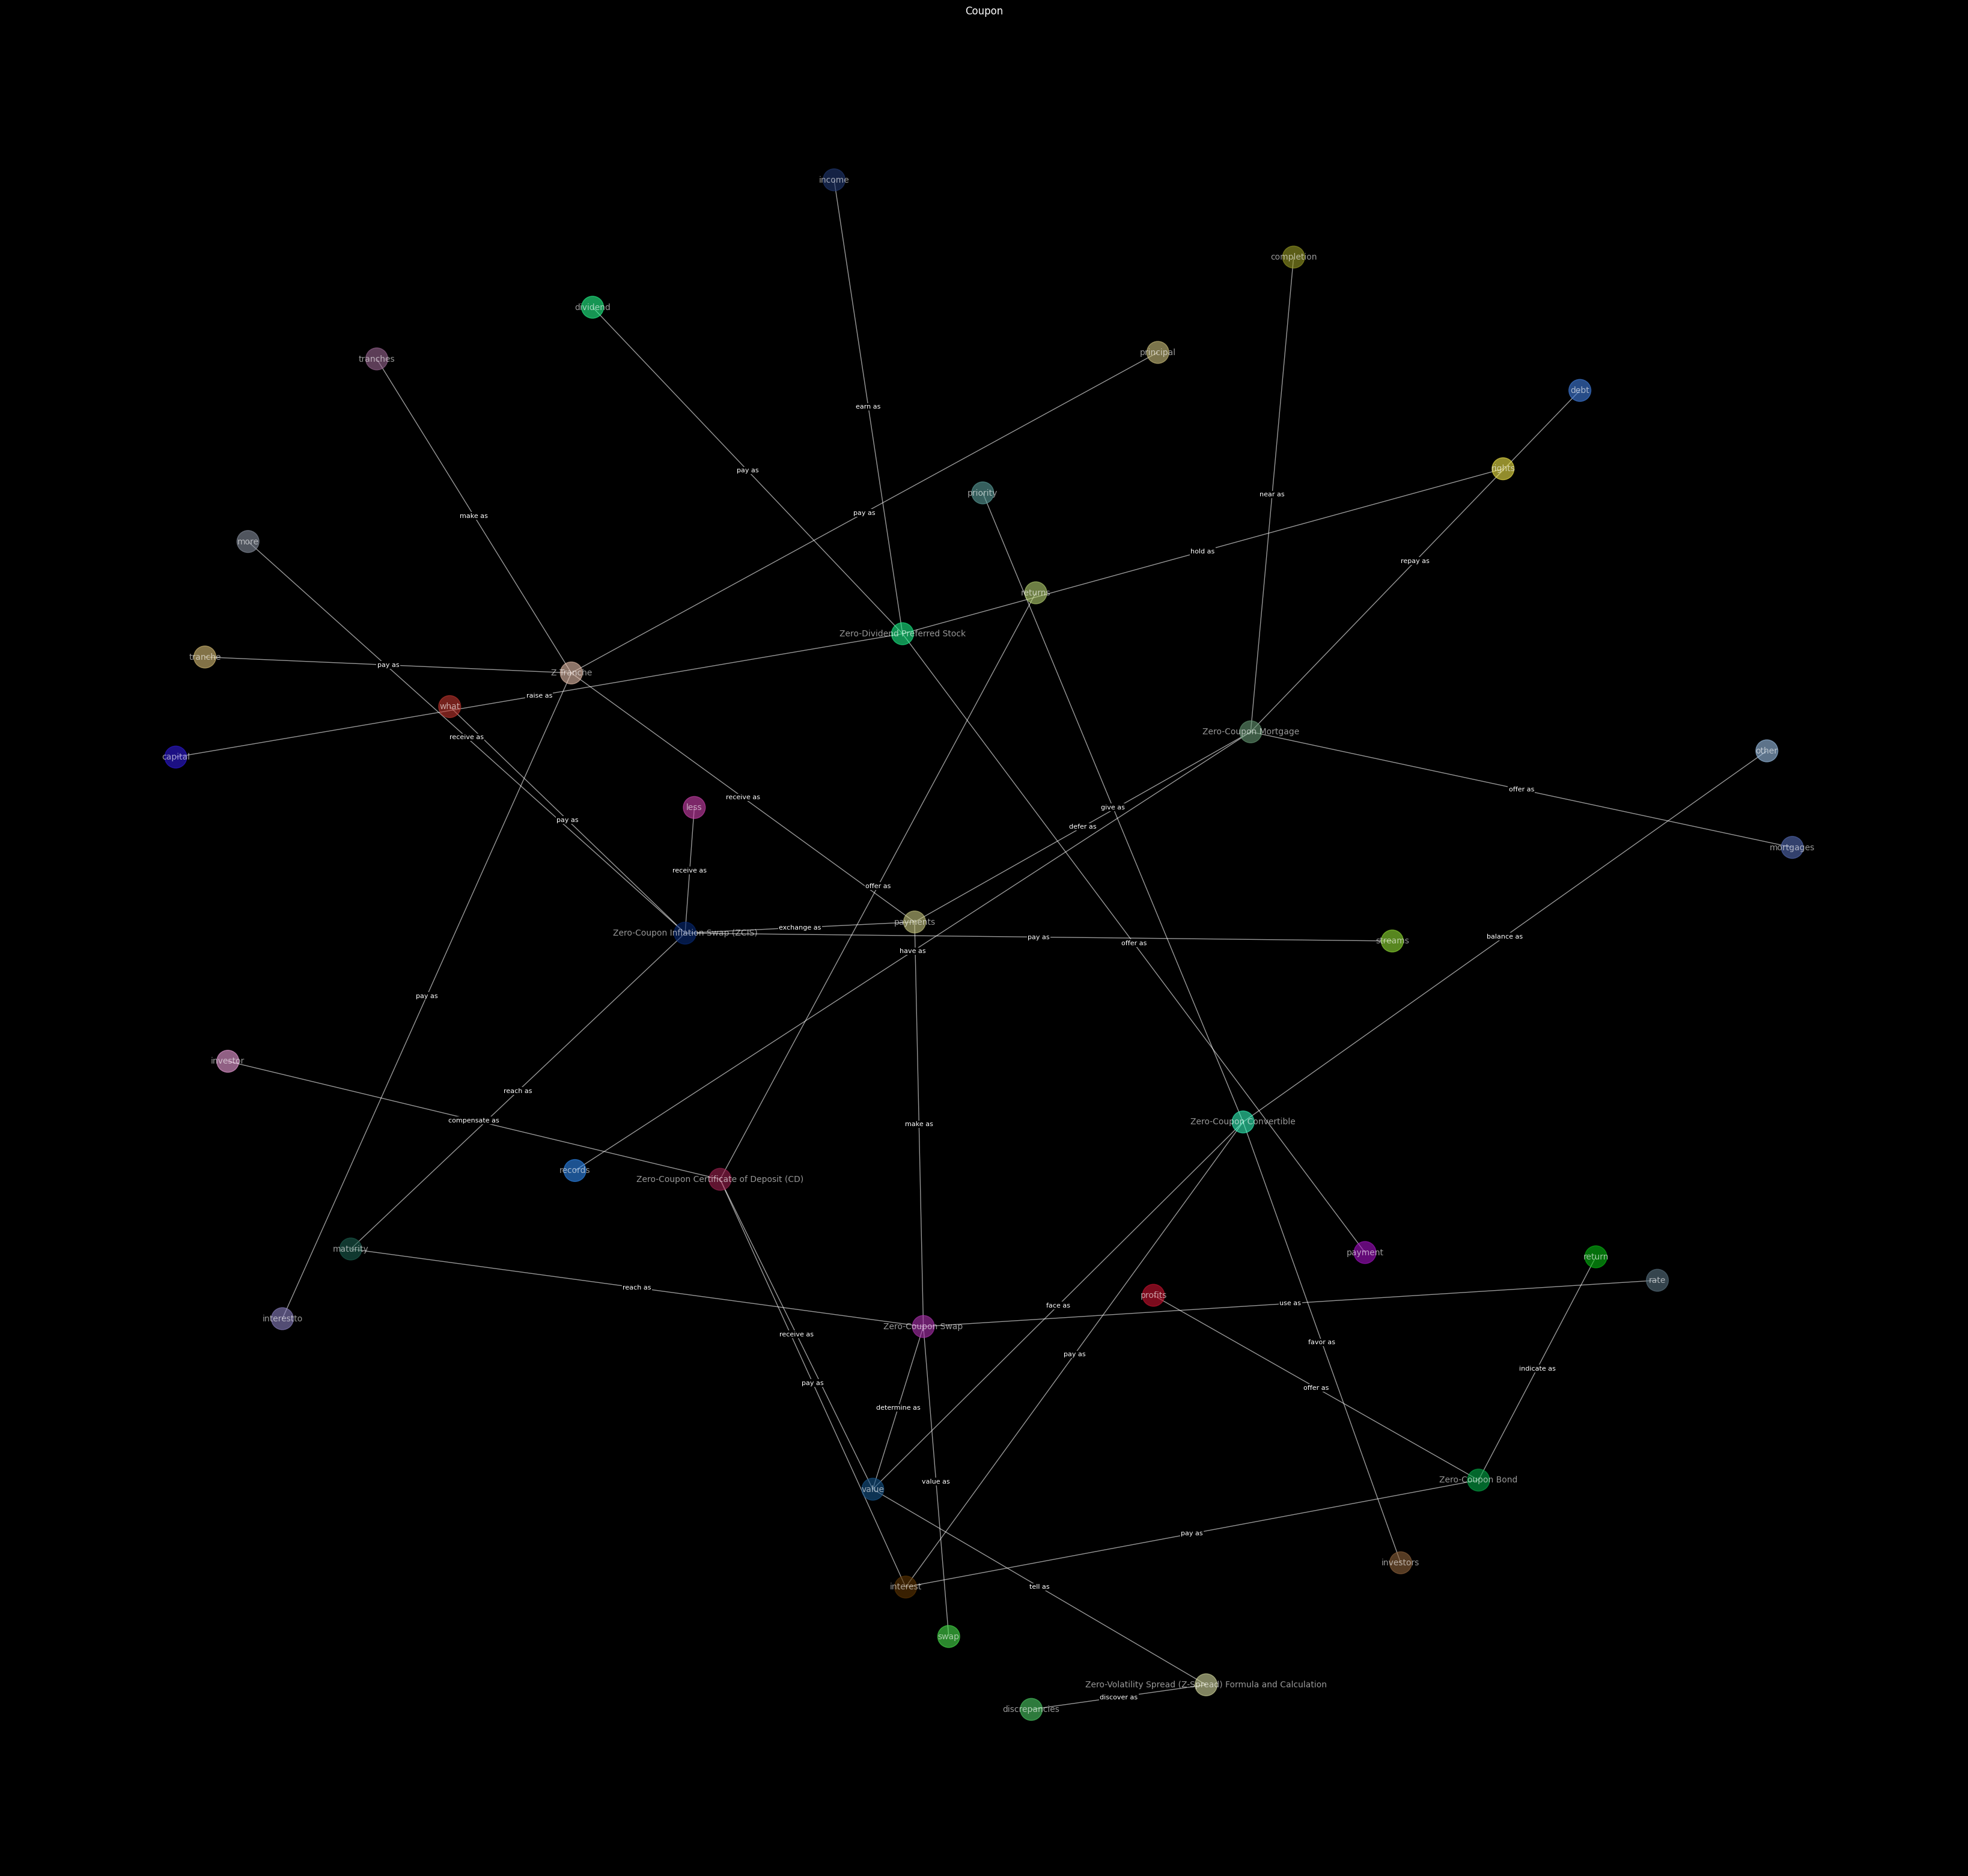 Coupon
income
completion
dividend
principal
tranches
debt
earn as
rights
pay as
priority
near as
pay as
make as
more
hold as
repay as
returns
Zero-Dividend Preferred Stock
tranche
pay as
Z Tranche
raise as
what
Zero-Coupon Mortgage
receive as
other
capital
offer as
receive as
less
give as
pay as
defer as
mortgages
receive as
offer as
payments
exchange as
Zero-Coupon Inflation Swap (ZCIS)
pay as
balance as
streams
offer as
have as
pay as
investor
reach as
compensate as
make as
Zero-Coupon Convertible
records
Zero-Coupon Certificate of Deposit (CD)
maturity
payment
return
rate
reach as
profits
use as
face as
interestto
Zero-Coupon Swap
receive as
favor as
pay as
indicate as
pay as
offer as
determine as
Zero-Coupon Bond
value as
value
pay as
investors
interest
tell as
swap
Zero-Volatility Spread (Z-Spread) Formula and Calculation
discover as
discrepancies